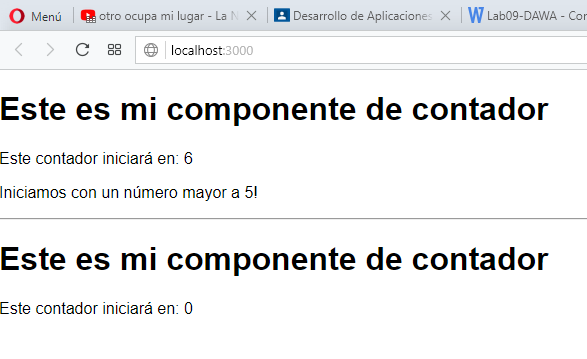 Menú
otro ocupa mi lugar - La N
Desarrollo de Aplicaciones
Lab09-DAWA - Co
localhost:3000
Este es mi componente de contador
Este contador iniciará en: 6
Iniciamos con un número mayor a 5!
Este es mi componente de contador
Este contador iniciará en: 0